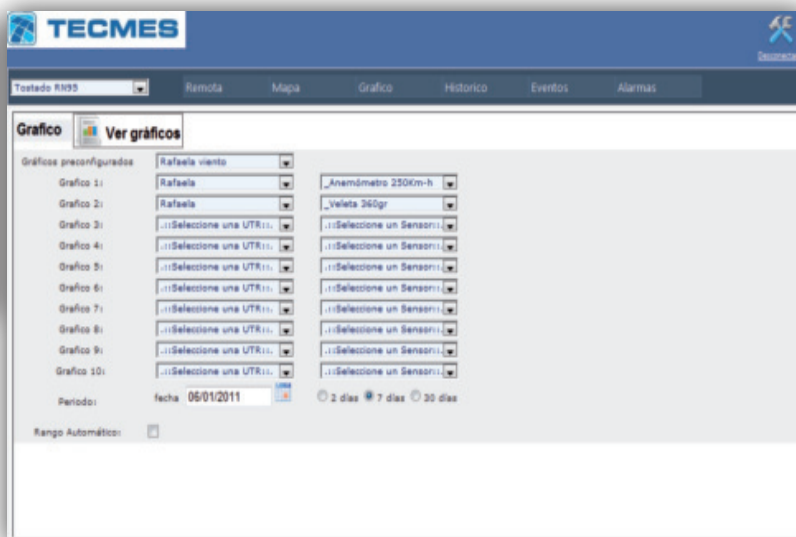 TECMES
Desconectar
Tostado RN95 Remota Mapa Grafico Historico Eventos Alarmas
Grafico Ver gráficos
Gráficos preconfigurados Rafaela viento
Grafico 1: Rafaela _Anemómetro 250Km-h
Grafico 2: Rafaela _Veleta 360gr
Grafico 3: .::Seleccione una UTR::. .::Seleccione un Sensor::.
Grafico 4: .::Seleccione una UTR::. .::Seleccione un Sensor::.
Grafico 5: .::Seleccione una UTR::. .::Seleccione un Sensor::.
Grafico 6: .::Seleccione una UTR::. .::Seleccione un Sensor::.
Grafico 7: .::Seleccione una UTR::. .::Seleccione un Sensor::.
Grafico 8: .::Seleccione una UTR::. .::Seleccione un Sensor::.
Grafico 9: .::Seleccione una UTR::. .::Seleccione un Sensor::.
Grafico 10: .::Seleccione una UTR::. .::Seleccione un Sensor::.
Periodo: fecha 06/01/2011 2 días 7 días 30 días
Rango Automático: